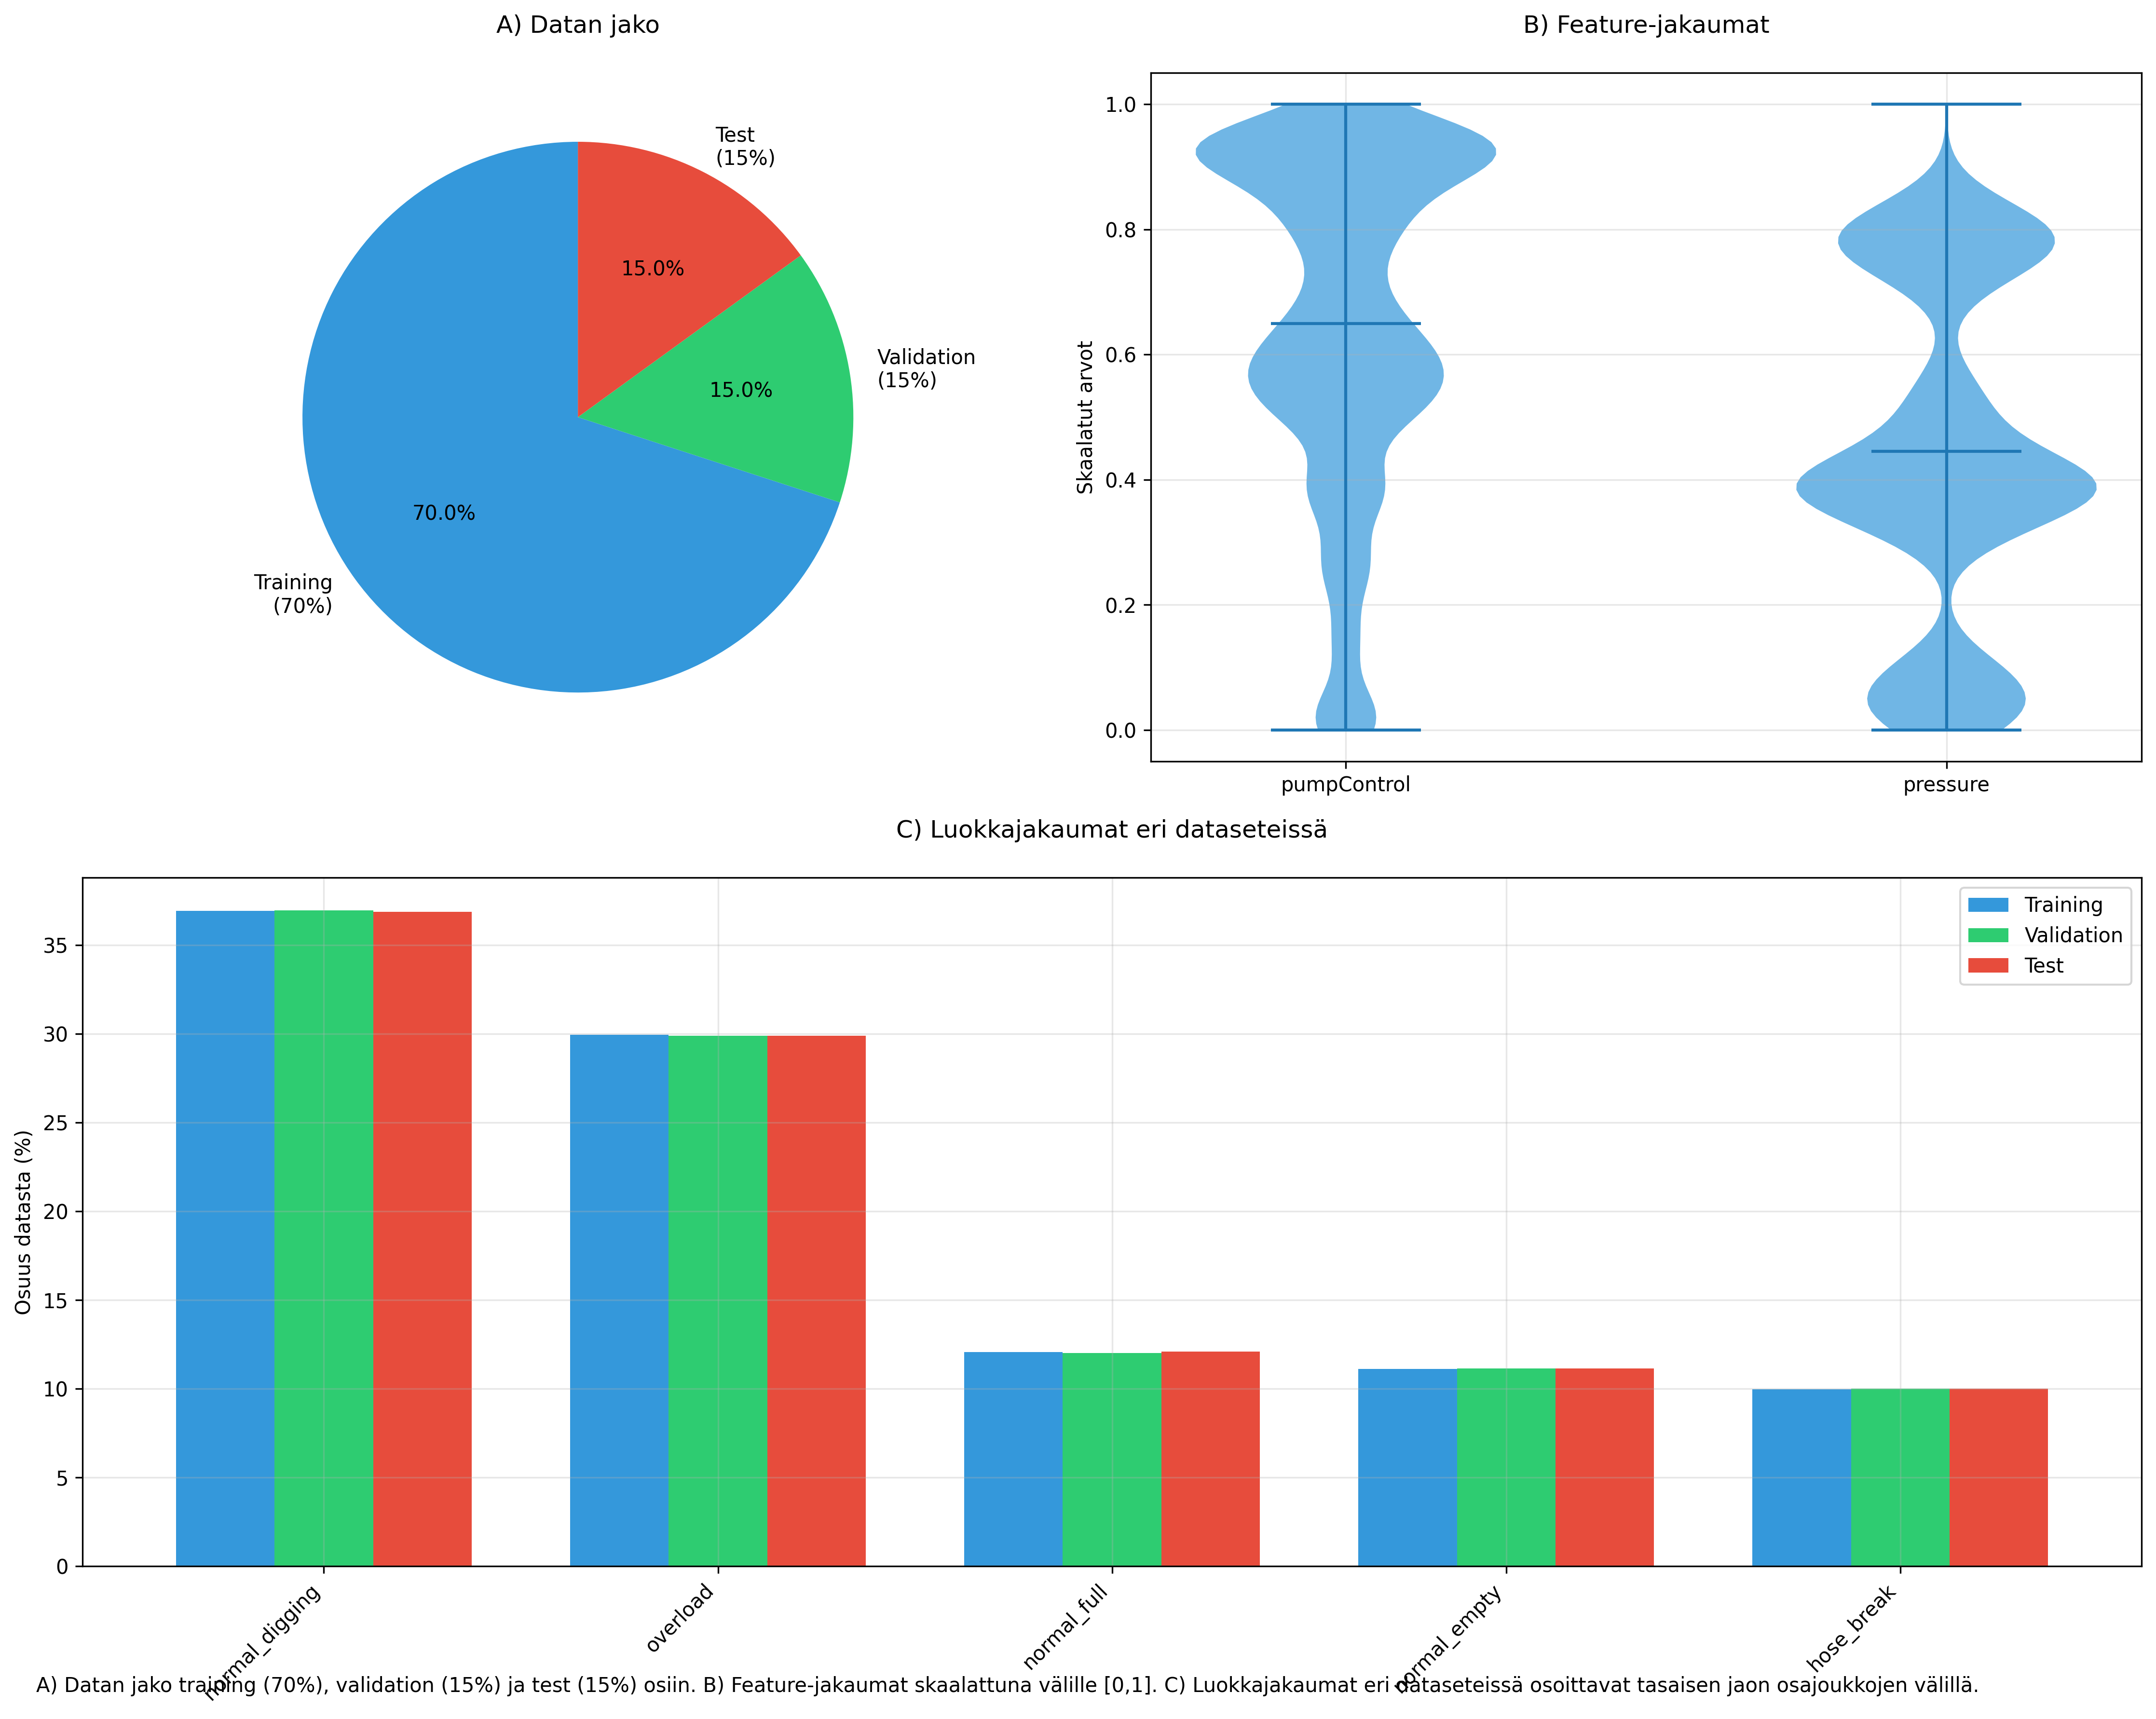 A) Datan jako
Test
(15%)
15.0%
Validation
(15%)
15.0%
70.0%
Training
(70%)
B) Feature-jakaumat
Skaalatut arvot
1.0
0.8
0.6
0.4
0.2
0.0
pumpControl
pressure
C) Luokkajakaumat eri dataseteissä
Osuus datasta (%)
35
30
25
20
15
10
5
0
Training
Validation
Test
normal_digging
overload
normal_full
normal_empty
hose_break
A) Datan jako training (70%), validation (15%) ja test (15%) osiin. B) Feature-jakaumat skaalattuna välille [0,1]. C) Luokkajakaumat eri dataseteissä osoittavat tasaisen jaon osajoukkojen välillä.